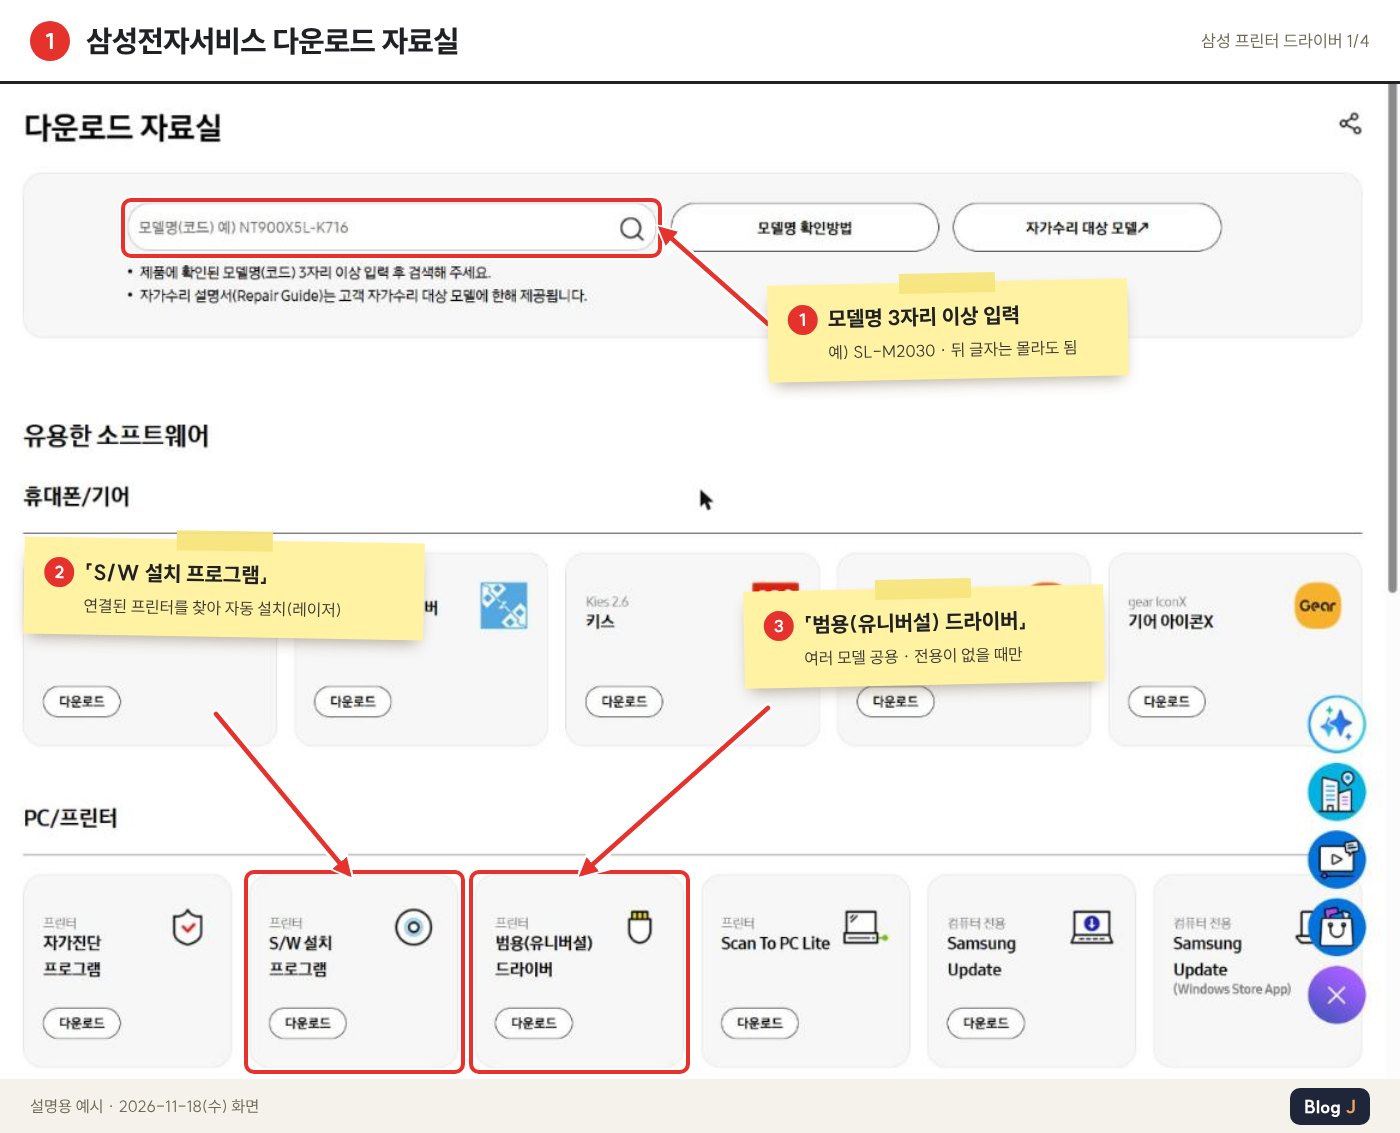 1 삼성전자서비스 다운로드 자료실
삼성 프린터 드라이버 1/4
다운로드 자료실
모델명(코드) 예) NT900X5L-K716
모델명 확인방법
자가수리 대상 모델↗
• 제품에 확인된 모델명(코드) 3자리 이상 입력 후 검색해 주세요.
• 자가수리 설명서(Repair Guide)는 고객 자가수리 대상 모델에 한해 제공됩니다.
1 모델명 3자리 이상 입력
예) SL-M2030 · 뒤 글자는 몰라도 됨
유용한 소프트웨어
휴대폰/기어
2 「S/W 설치 프로그램」
연결된 프린터를 찾아 자동 설치(레이저)
다운로드
버
다운로드
Kies 2.6
키스
다운로드
3 「범용(유니버설) 드라이버」
여러 모델 공용 · 전용이 없을 때만
다운로드
gear IconX
기어 아이콘X
Gear
다운로드
PC/프린터
프린터
자가진단
프로그램
다운로드
프린터
S/W 설치
프로그램
다운로드
프린터
범용(유니버설)
드라이버
다운로드
프린터
Scan To PC Lite
다운로드
컴퓨터 전용
Samsung
Update
다운로드
컴퓨터 전용
Samsung
Update
(Windows Store App)
설명용 예시 · 2026-11-18(수) 화면
Blog J